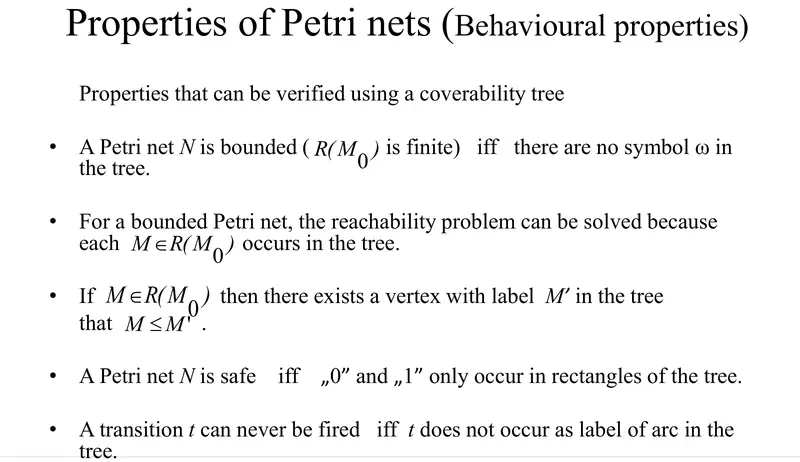 Properties of Petri nets (Behavioural properties)
Properties that can be verified using a coverability tree
• A Petri net N is bounded ( R(M₀) is finite) iff there are no symbol ω in
the tree.
• For a bounded Petri net, the reachability problem can be solved because
each M∈R(M₀) occurs in the tree.
• If M∈R(M₀) then there exists a vertex with label M′ in the tree
that M≤M' .
• A Petri net N is safe iff „0” and „1” only occur in rectangles of the tree.
• A transition t can never be fired iff t does not occur as label of arc in the
tree.